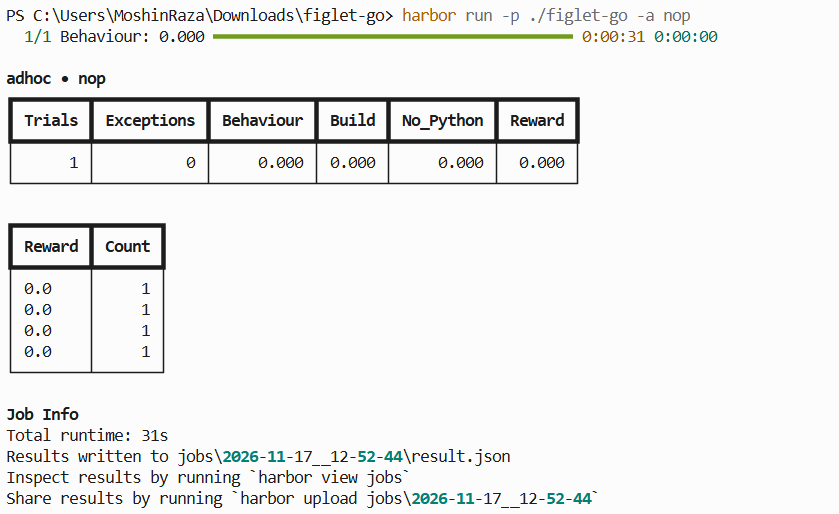 PS C:\Users\MoshinRaza\Downloads\figlet-go> harbor run -p ./figlet-go -a nop
1/1 Behaviour: 0.000 0:00:31 0:00:00
adhoc • nop
Trials Exceptions Behaviour Build No_Python Reward
1 0 0.000 0.000 0.000 0.000
Reward Count
0.0 1
0.0 1
0.0 1
0.0 1
Job Info
Total runtime: 31s
Results written to jobs\2026-11-17__12-52-44\result.json
Inspect results by running `harbor view jobs`
Share results by running `harbor upload jobs\2026-11-17__12-52-44`